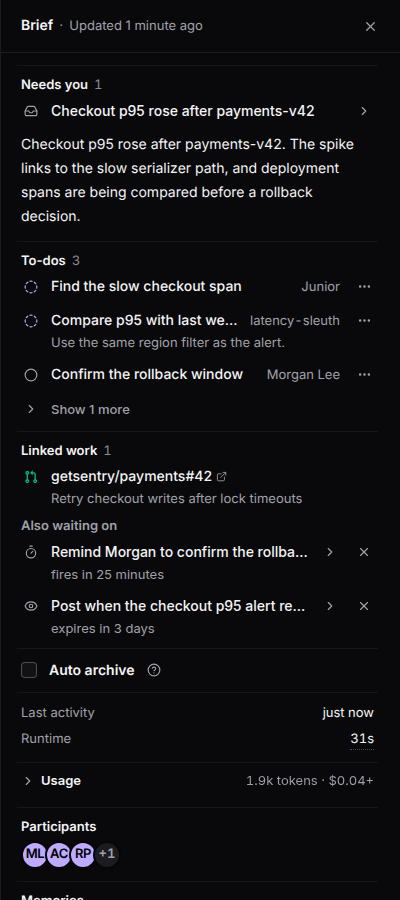 Brief · Updated 1 minute ago
Needs you 1
Checkout p95 rose after payments-v42
Checkout p95 rose after payments-v42. The spike
links to the slow serializer path, and deployment
spans are being compared before a rollback
decision.
To-dos 3
Find the slow checkout span Junior
Compare p95 with last we... latency-sleuth
Use the same region filter as the alert.
Confirm the rollback window Morgan Lee
Show 1 more
Linked work 1
getsentry/payments#42
Retry checkout writes after lock timeouts
Also waiting on
Remind Morgan to confirm the rollba...
fires in 25 minutes
Post when the checkout p95 alert re...
expires in 3 days
Auto archive
Last activity just now
Runtime 31s
Usage 1.9k tokens · $0.04+
Participants
ML AC RP +1
Memories